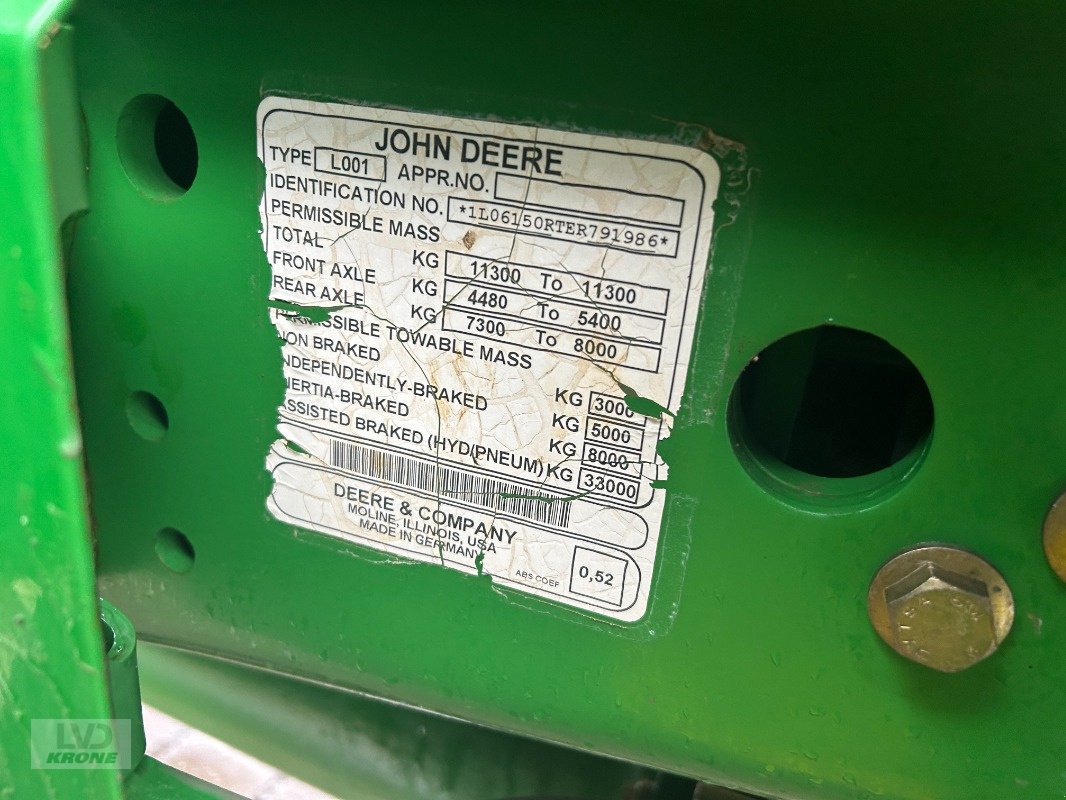 JOHN DEERE
TYPE L001 APPR.NO.
IDENTIFICATION NO. *1L06150RTER791986*
PERMISSIBLE MASS
TOTAL KG 11300 To 11300
FRONT AXLE KG 4480 To 5400
REAR AXLE KG 7300 To 8000
PERMISSIBLE TOWABLE MASS
NON BRAKED KG 3000
INDEPENDENTLY-BRAKED KG 5000
INERTIA-BRAKED KG 8000
ASSISTED BRAKED (HYD/PNEUM) KG 33000
DEERE & COMPANY
MOLINE, ILLINOIS, USA
MADE IN GERMANY
ABS COEF 0,52
LVD
KRONE